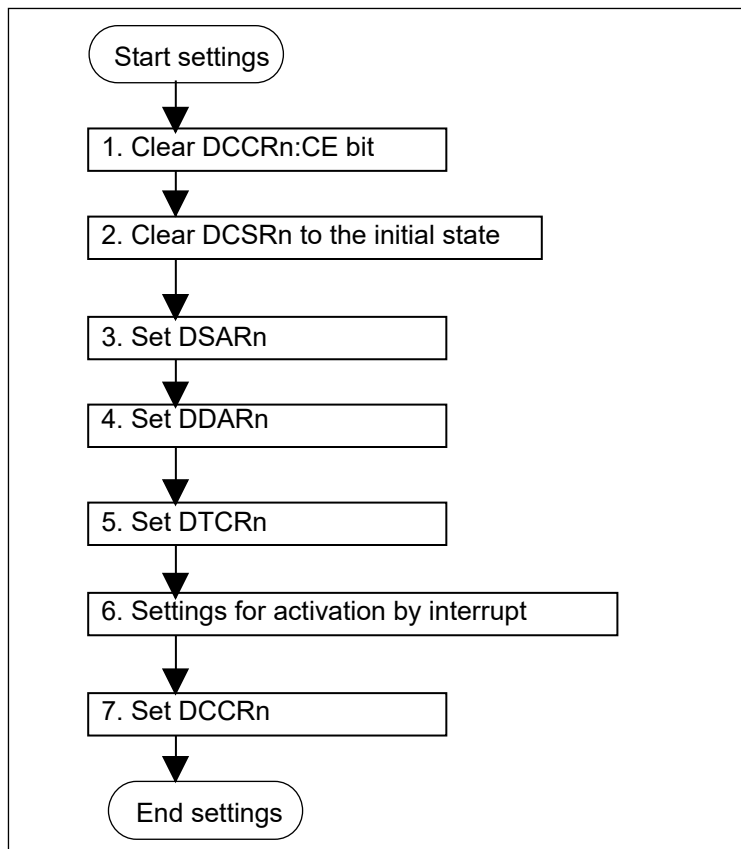 Start settings
1. Clear DCCRn:CE bit
2. Clear DCSRn to the initial state
3. Set DSARn
4. Set DDARn
5. Set DTCRn
6. Settings for activation by interrupt
7. Set DCCRn
End settings